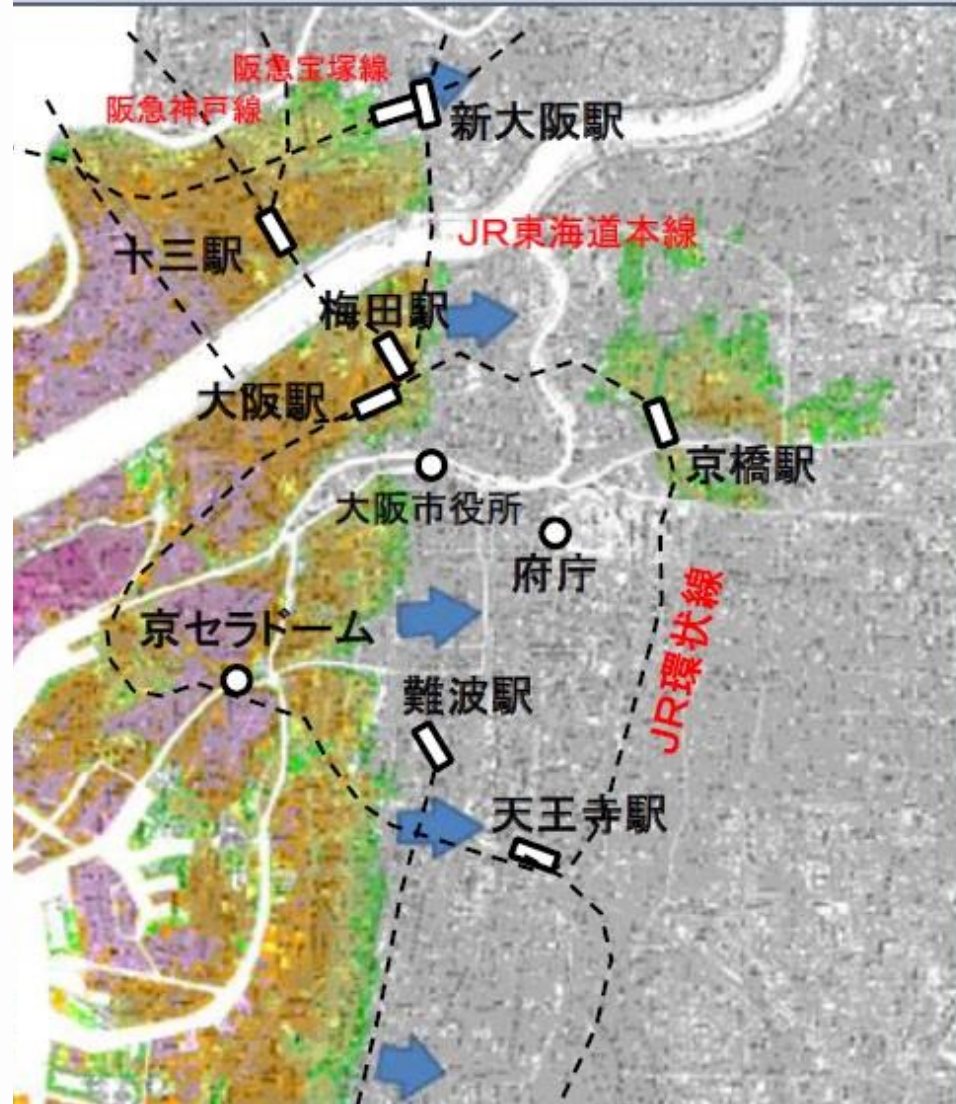 阪急宝塚線
阪急神戸線
新大阪駅
十三駅
JR東海道本線
梅田駅
大阪駅
京橋駅
大阪市役所
府庁
京セラドーム
JR環状線
難波駅
天王寺駅